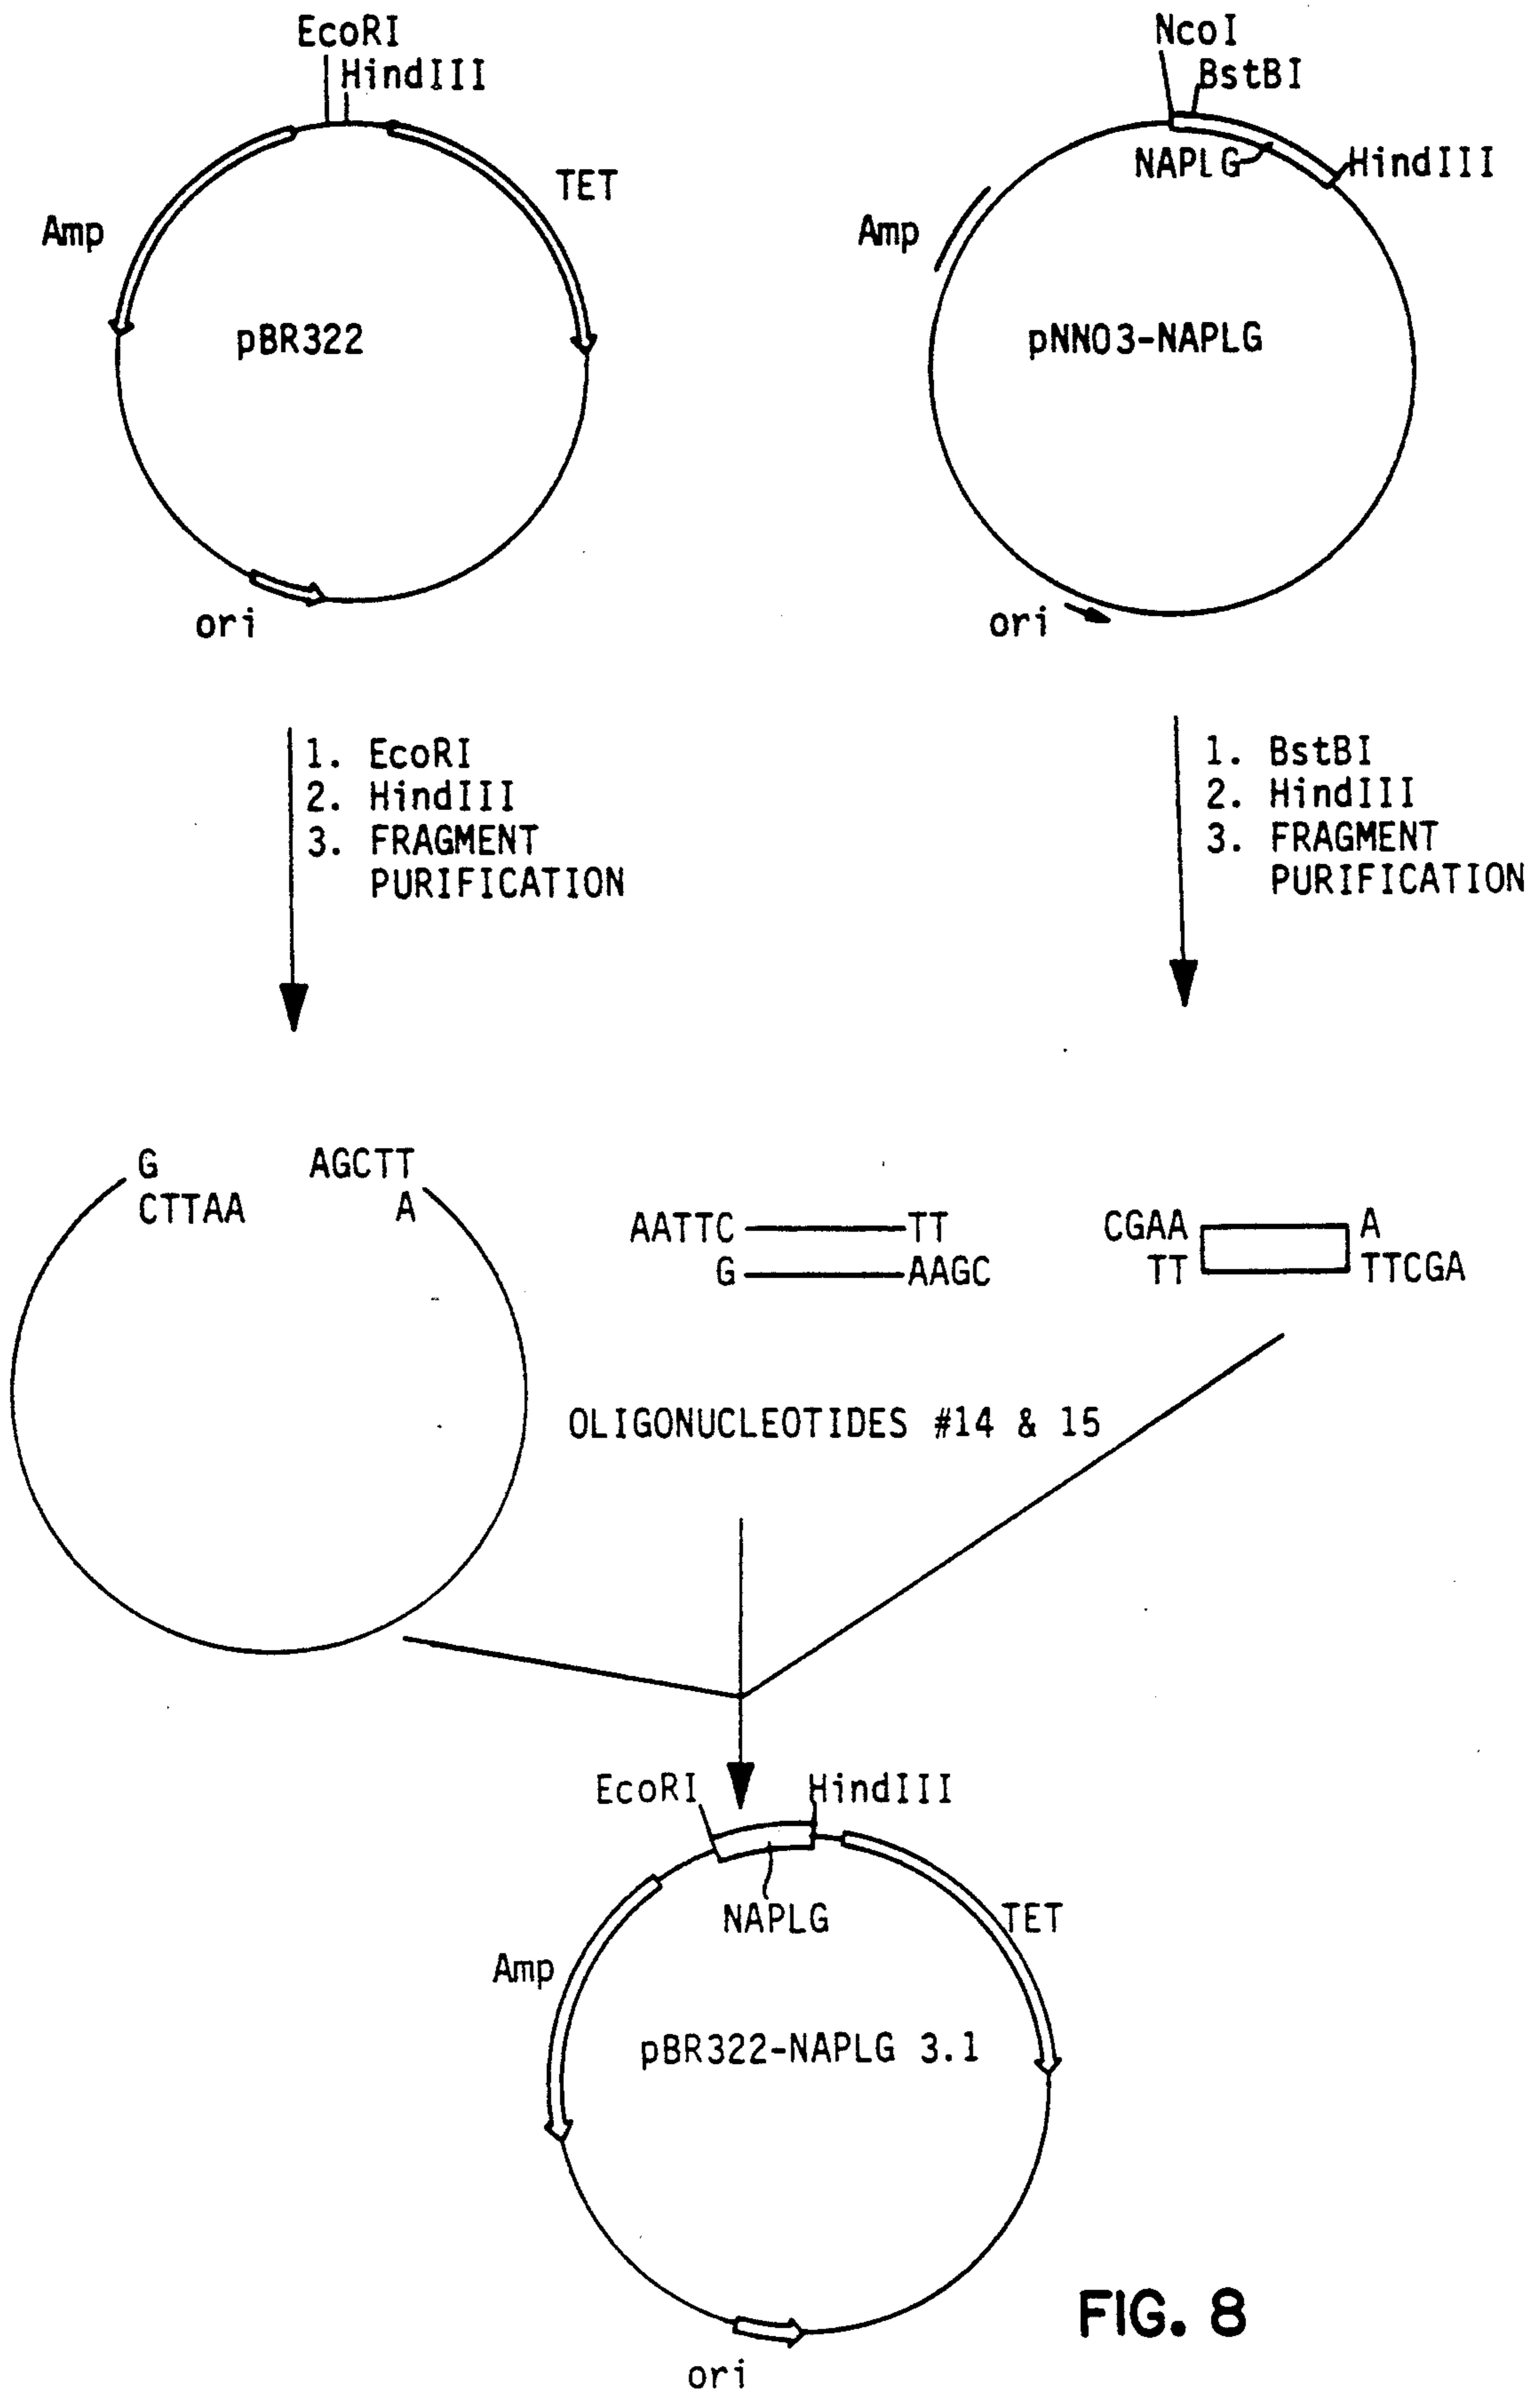 EcoRI
HindIII
Amp
TET
pBR322
ori
NcoI
BstBI
NAPLG
HindIII
Amp
pNN03-NAPLG
ori
1. EcoRI
2. HindIII
3. FRAGMENT
PURIFICATION
1. BstBI
2. HindIII
3. FRAGMENT
PURIFICATION
G AGCTT
CTTAA A
AATTC TT
G AAGC
CGAA A
TT TTCGA
OLIGONUCLEOTIDES #14 & 15
EcoRI
HindIII
NAPLG
TET
Amp
pBR322-NAPLG 3.1
ori
FIG. 8